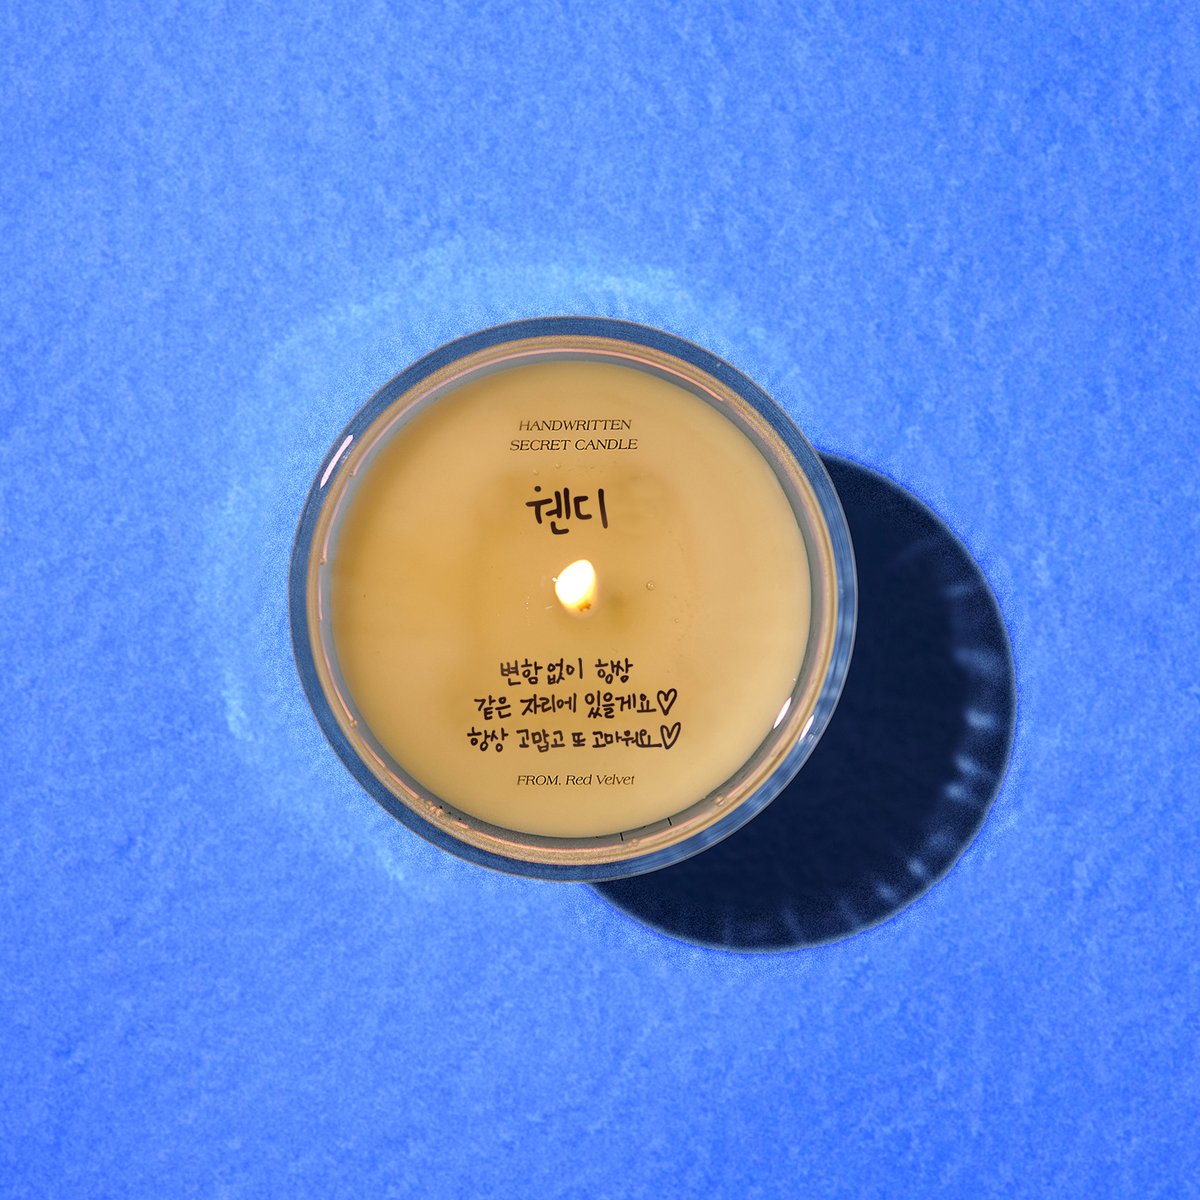 HANDWRITTEN
SECRET CANDLE
웬디
변함없이 항상
같은 자리에 있을게요♡
항상 고맙고 또 고마워요♡
FROM. Red Velvet